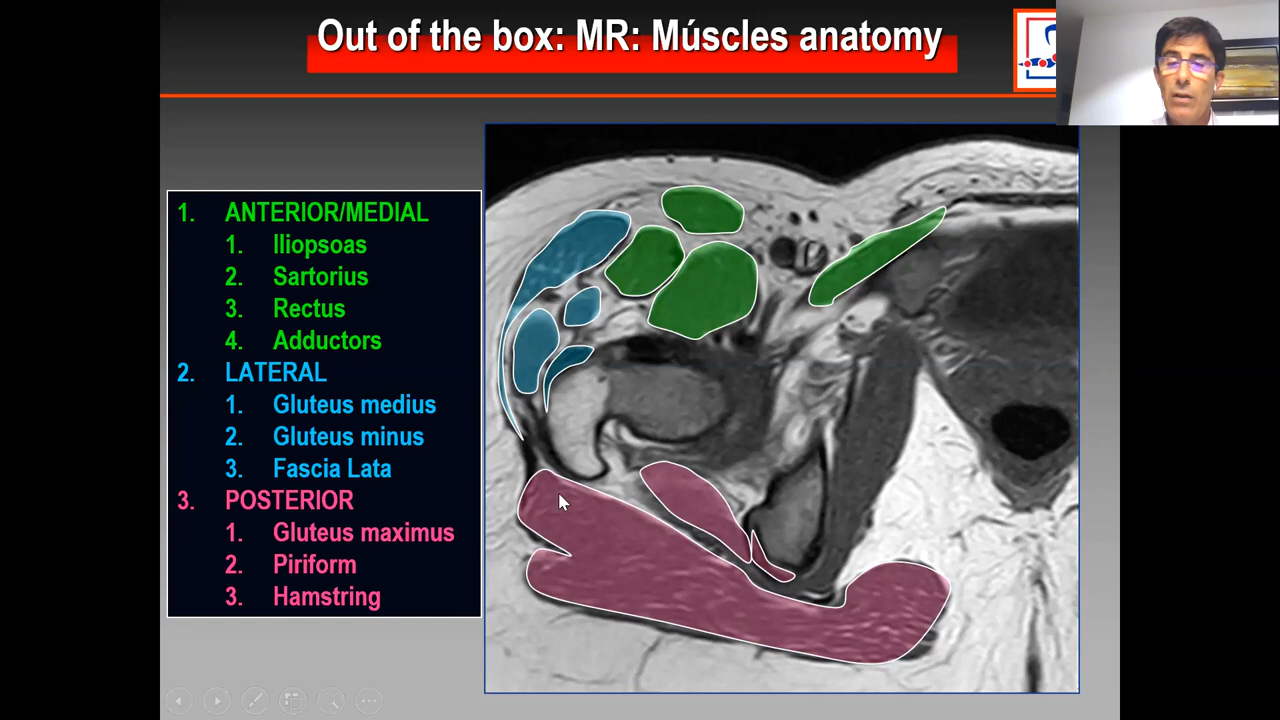 Out of the box: MR: Múscles anatomy
1. ANTERIOR/MEDIAL
1. Iliopsoas
2. Sartorius
3. Rectus
4. Adductors
2. LATERAL
1. Gluteus medius
2. Gluteus minus
3. Fascia Lata
3. POSTERIOR
1. Gluteus maximus
2. Piriform
3. Hamstring